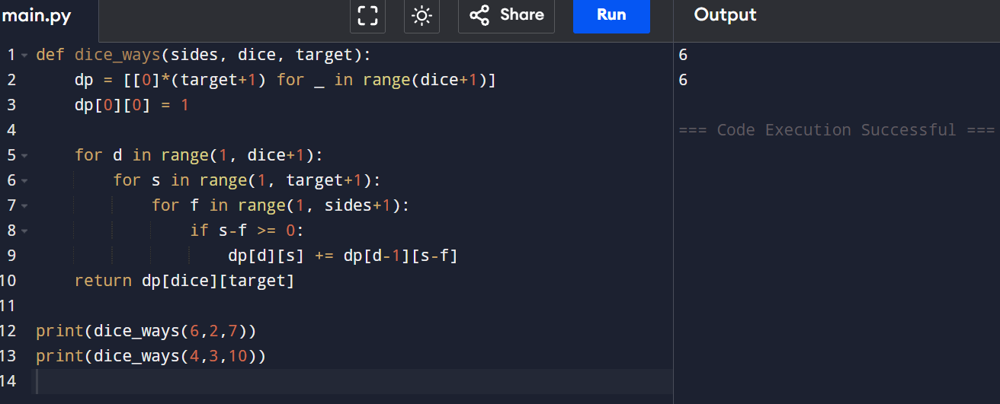 main.py Share Run Output
1 def dice_ways(sides, dice, target):
2     dp = [[0]*(target+1) for _ in range(dice+1)]
3     dp[0][0] = 1
4
5     for d in range(1, dice+1):
6         for s in range(1, target+1):
7             for f in range(1, sides+1):
8                 if s-f >= 0:
9                     dp[d][s] += dp[d-1][s-f]
10     return dp[dice][target]
11
12 print(dice_ways(6,2,7))
13 print(dice_ways(4,3,10))
14
6
6
=== Code Execution Successful ===